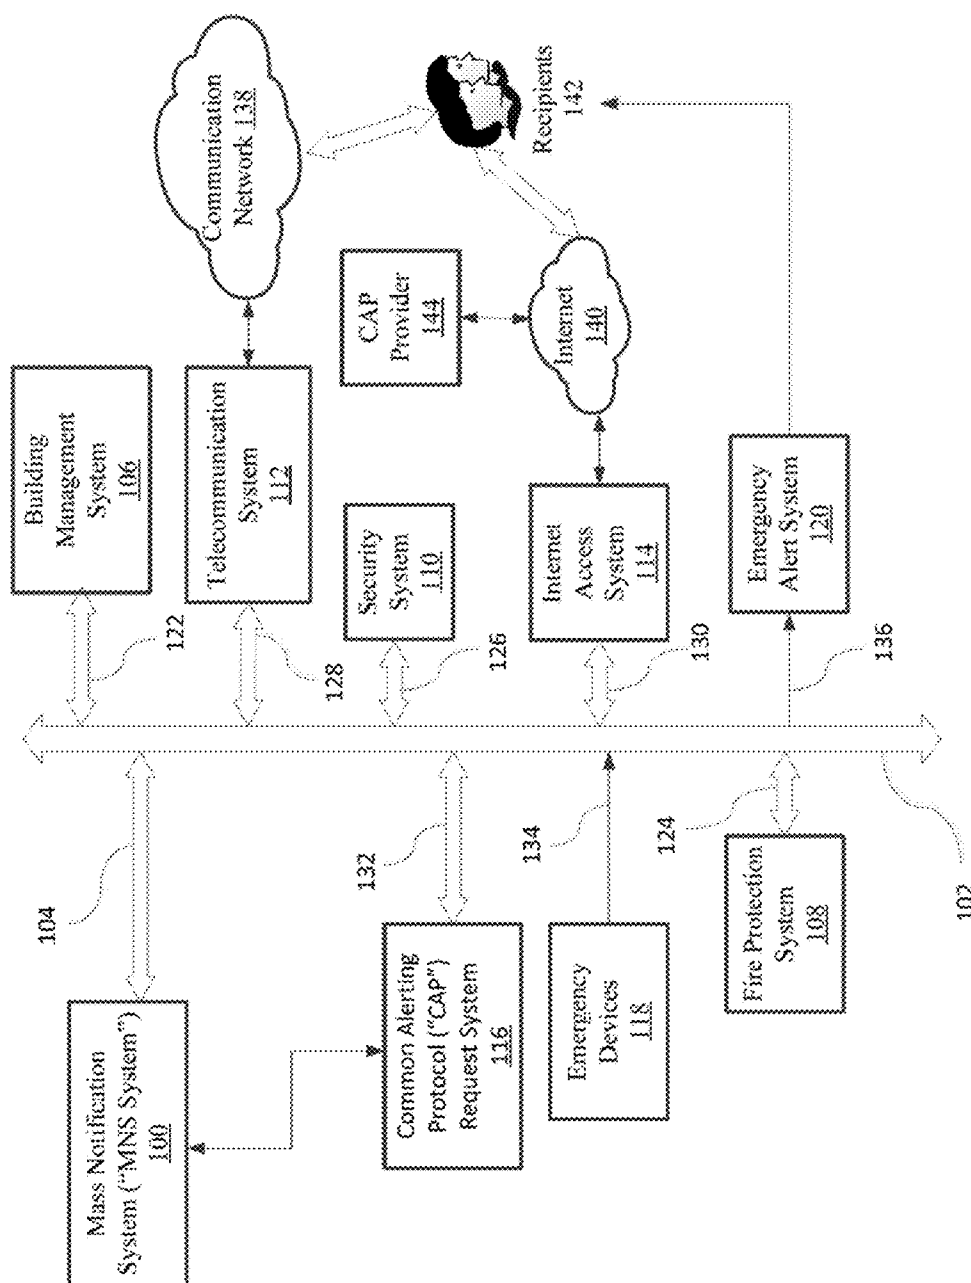 Mass Notification
System ("MNS System")
100
104
Common Alerting
Protocol ("CAP")
Request System
116
132
Emergency
Devices
118
134
Fire Protection
System
108
124
102
Building
Management
System
106
122
Telecommunication
System
112
128
Security
System
110
126
Internet
Access
System
114
130
Emergency
Alert System
120
136
Communication
Network 138
CAP
Provider
144
Internet
140
Recipients
142